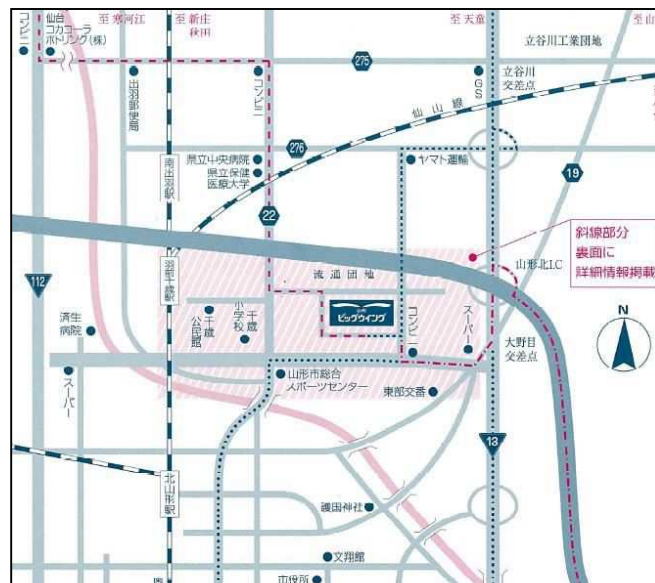 コンビニ
仙台
コカコーラ
ボトリング(株)
至 寒河江
至 新庄
秋田
至 天童
至 山
立谷川工業団地
出羽郵便局
コンビニ
275
GS
立谷川
交差点
仙山線
南出羽駅
県立中央病院
県立保健
医療大学
276
ヤマト運輸
19
22
斜線部分
裏面に
詳細情報掲載
112
羽前千歳駅
流通団地
山形北I.C
済生
病院
千歳
公民館
千歳
小学校
ビッグウイング
コンビニ
スーパー
大野目
交差点
N
スーパー
山形市総合
スポーツセンター
東部交番
13
北山形駅
護国神社
文翔館
市役所
奥